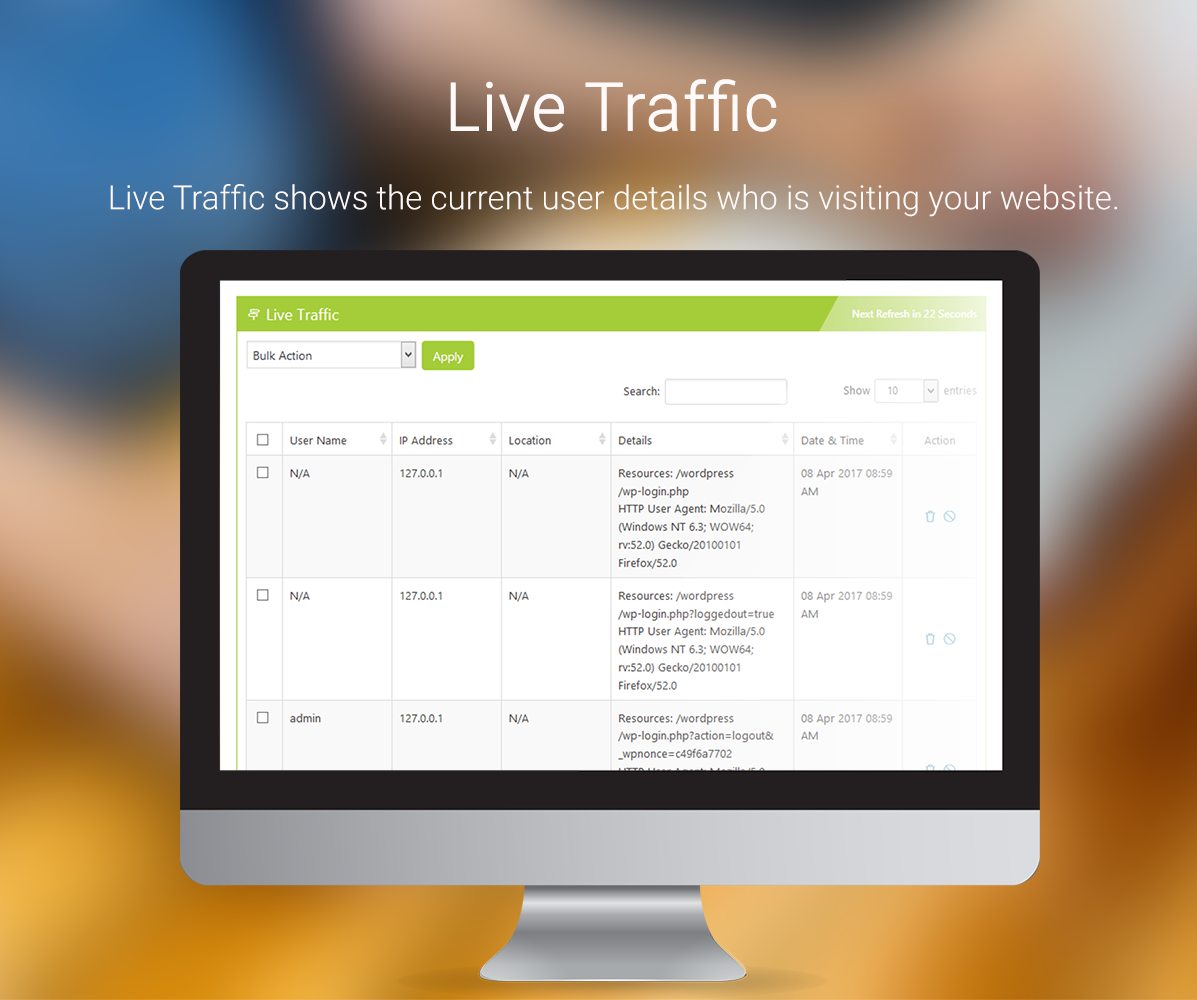 Live Traffic
Live Traffic shows the current user details who is visiting your website.
Live Traffic
Next Refresh in 22 Seconds
Bulk Action
Apply
Search:
Show 10 entries
User Name IP Address Location Details Date & Time Action
N/A 127.0.0.1 N/A Resources: /wordpress 08 Apr 2017 08:59
/wp-login.php AM
HTTP User Agent: Mozilla/5.0
(Windows NT 6.3; WOW64;
rv:52.0) Gecko/20100101
Firefox/52.0
N/A 127.0.0.1 N/A Resources: /wordpress 08 Apr 2017 08:59
/wp-login.php?loggedout=true AM
HTTP User Agent: Mozilla/5.0
(Windows NT 6.3; WOW64;
rv:52.0) Gecko/20100101
Firefox/52.0
admin 127.0.0.1 N/A Resources: /wordpress 08 Apr 2017 08:59
/wp-login.php?action=logout& AM
_wpnonce=c49f6a7702
HTTP User Agent: Mozilla/5.0